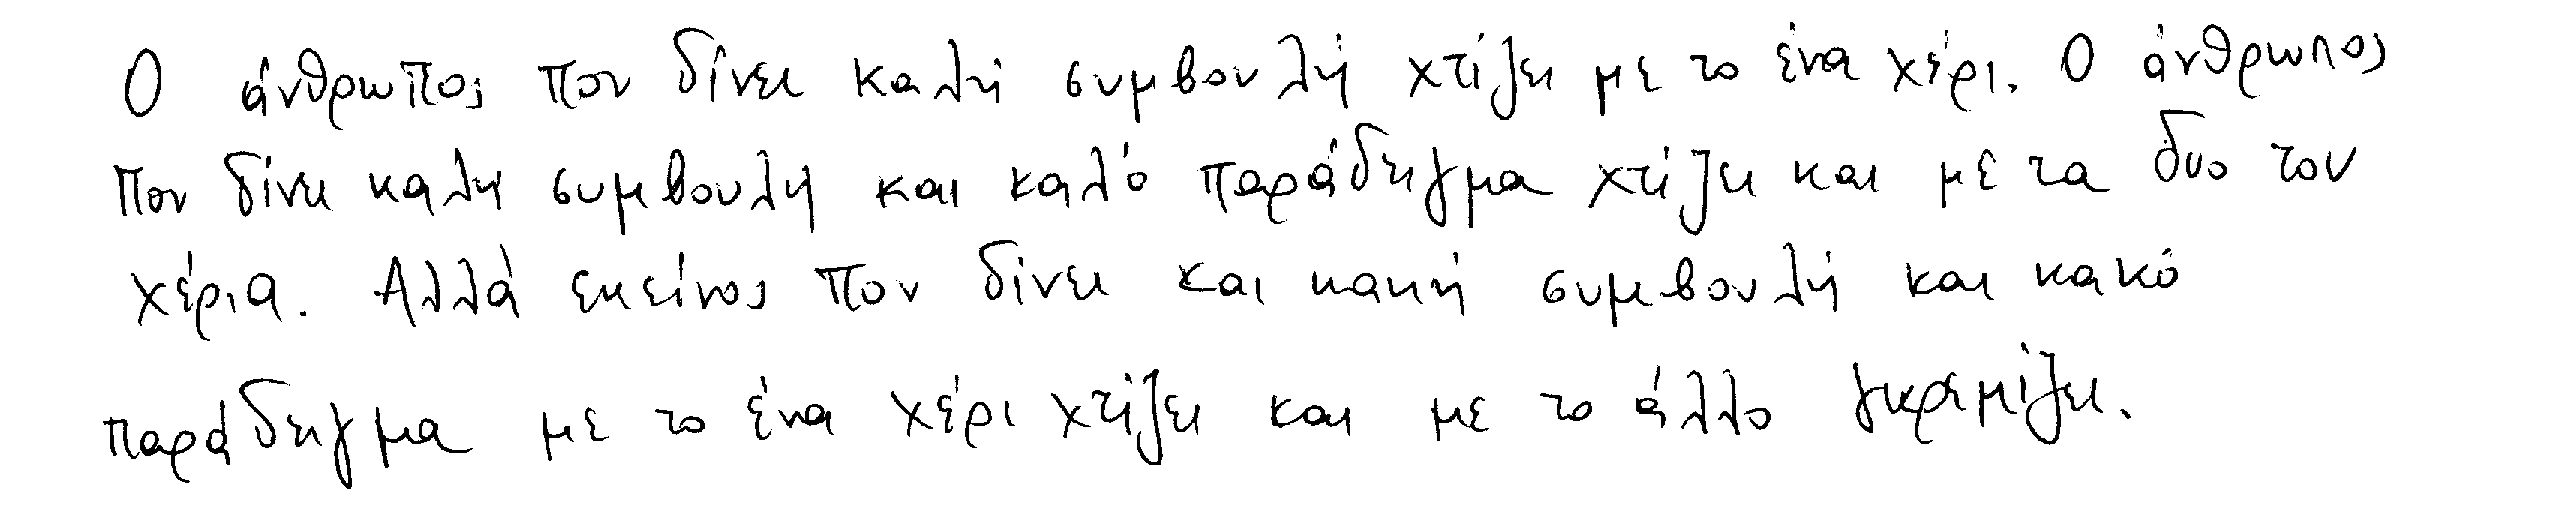 Ο άνθρωπος που δίνει καλή συμβουλή χτίζει με το ένα χέρι. Ο άνθρωπος
που δίνει καλή συμβουλή και καλό παράδειγμα χτίζει και με τα δυο του
χέρια. Αλλά εκείνος που δίνει και κακή συμβουλή και κακό
παράδειγμα με το ένα χέρι χτίζει και με το άλλο γκρεμίζει.